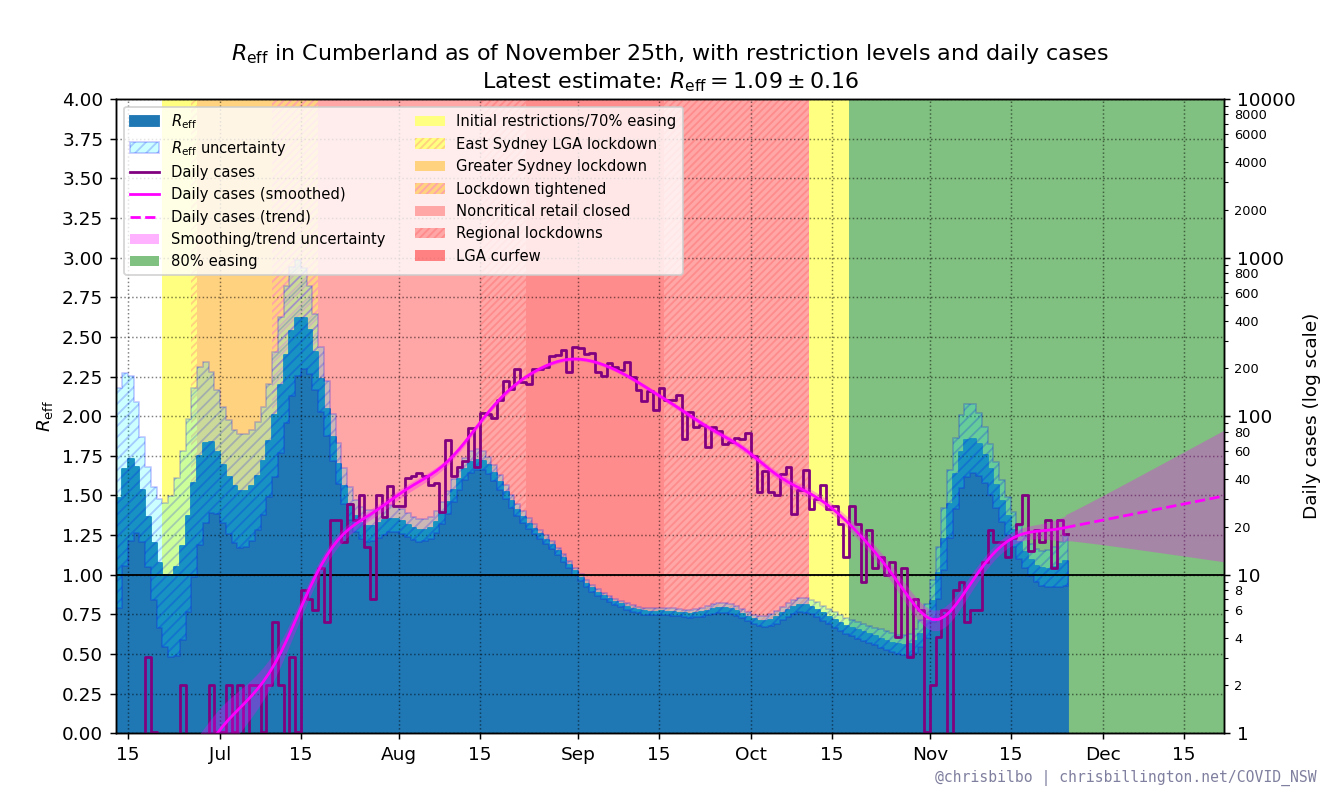 Reff in Cumberland as of November 25th, with restriction levels and daily cases
Latest estimate: Reff = 1.09 ± 0.16
Reff
Reff uncertainty
Daily cases
Daily cases (smoothed)
Daily cases (trend)
Smoothing/trend uncertainty
80% easing
Initial restrictions/70% easing
East Sydney LGA lockdown
Greater Sydney lockdown
Lockdown tightened
Noncritical retail closed
Regional lockdowns
LGA curfew
Reff
4.00
3.75
3.50
3.25
3.00
2.75
2.50
2.25
2.00
1.75
1.50
1.25
1.00
0.75
0.50
0.25
0.00
10000
8000
6000
4000
2000
1000
800
600
400
200
100
80
60
40
20
10
8
6
4
2
1
Daily cases (log scale)
15 Jul 15 Aug 15 Sep 15 Oct 15 Nov 15 Dec 15
@chrisbilbo | chrisbillington.net/COVID_NSW